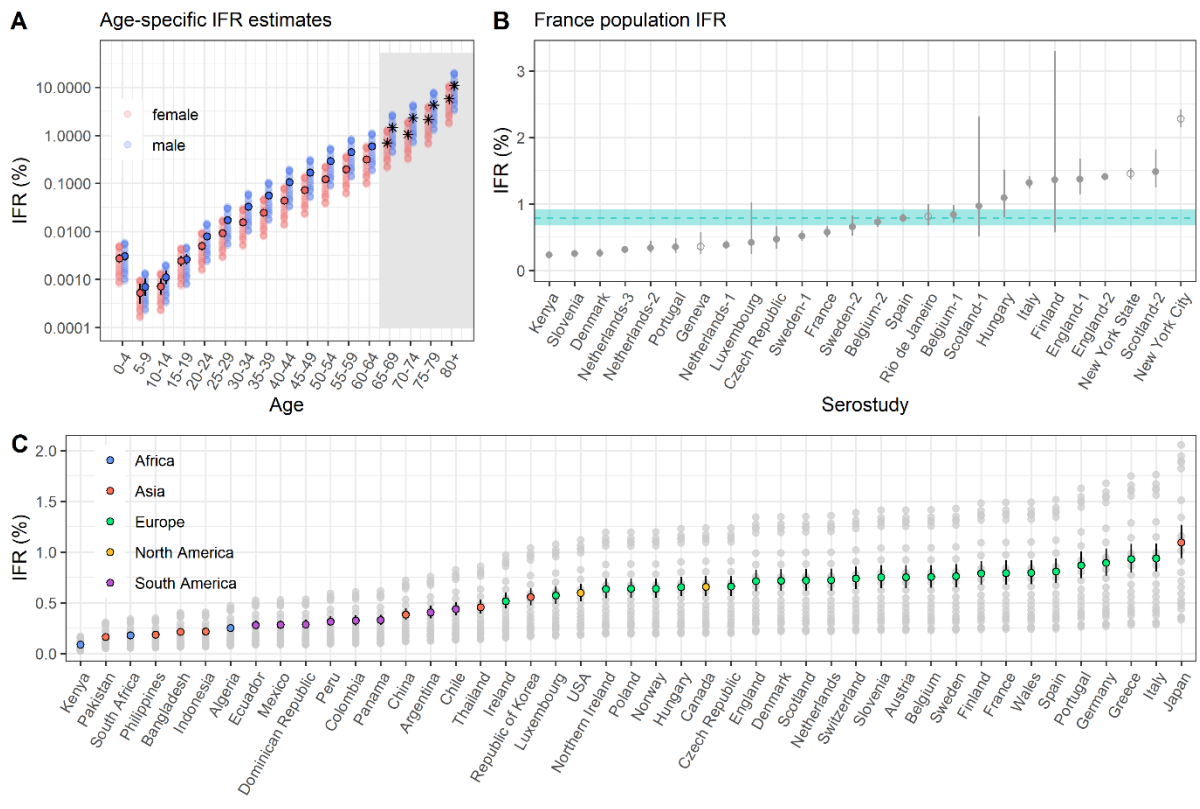 A
Age-specific IFR estimates
IFR (%)
10.0000
1.0000
0.1000
0.0100
0.0010
0.0001
female
male
0-4
5-9
10-14
15-19
20-24
25-29
30-34
35-39
40-44
45-49
50-54
55-59
60-64
65-69
70-74
75-79
80+
Age
B
France population IFR
IFR (%)
3
2
1
0
Kenya
Slovenia
Denmark
Netherlands-3
Netherlands-2
Portugal
Geneva
Netherlands-1
Luxembourg
Czech Republic
Sweden-1
France
Sweden-2
Belgium-2
Spain
Rio de Janeiro
Belgium-1
Scotland-1
Hungary
Italy
Finland
England-1
England-2
New York State
Scotland-2
New York City
Serostudy
C
IFR (%)
2.0
1.5
1.0
0.5
0.0
Africa
Asia
Europe
North America
South America
Kenya
Pakistan
South Africa
Philippines
Bangladesh
Indonesia
Algeria
Ecuador
Mexico
Dominican Republic
Peru
Colombia
Panama
China
Argentina
Chile
Thailand
Ireland
Republic of Korea
Luxembourg
USA
Northern Ireland
Poland
Norway
Hungary
Canada
Czech Republic
England
Denmark
Scotland
Netherlands
Switzerland
Slovenia
Austria
Belgium
Sweden
Finland
France
Wales
Spain
Portugal
Germany
Greece
Italy
Japan